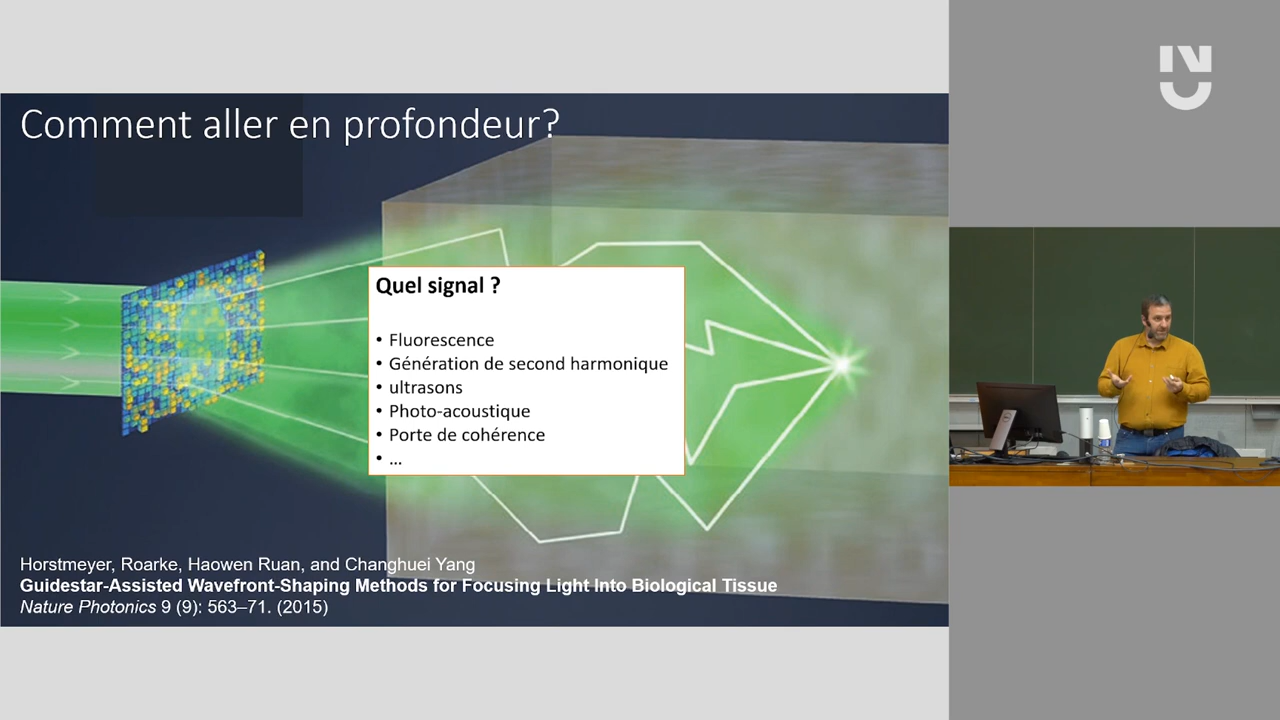 Comment aller en profondeur?
Quel signal ?
• Fluorescence
• Génération de second harmonique
• ultrasons
• Photo-acoustique
• Porte de cohérence
• ...
Horstmeyer, Roarke, Haowen Ruan, and Changhuei Yang
Guidestar-Assisted Wavefront-Shaping Methods for Focusing Light Into Biological Tissue
Nature Photonics 9 (9): 563–71. (2015)